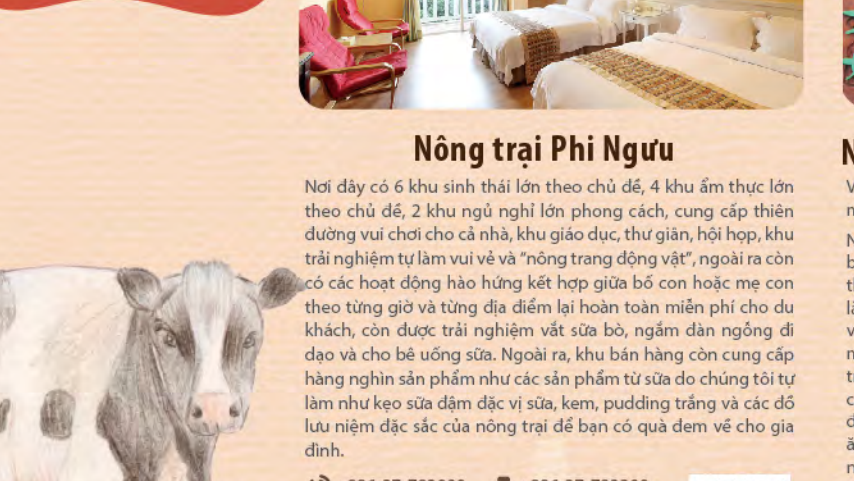 Nông trại Phi Ngưu
Nơi đây có 6 khu sinh thái lớn theo chủ đề, 4 khu ẩm thực lớn
theo chủ đề, 2 khu ngủ nghỉ lớn phong cách, cung cấp thiên
đường vui chơi cho cả nhà, khu giáo dục, thư giãn, hội họp, khu
trải nghiệm tự làm vui vẻ và “nông trang động vật”, ngoài ra còn
có các hoạt động hào hứng kết hợp giữa bố con hoặc mẹ con
theo từng giờ và từng địa điểm lại hoàn toàn miễn phí cho du
khách, còn được trải nghiệm vắt sữa bò, ngắm đàn ngỗng đi
dạo và cho bê uống sữa. Ngoài ra, khu bán hàng còn cung cấp
hàng nghìn sản phẩm như các sản phẩm từ sữa do chúng tôi tự
làm như kẹo sữa đậm đặc vị sữa, kem, pudding trắng và các đồ
lưu niệm đặc sắc của nông trại để bạn có quà đem về cho gia
đình.